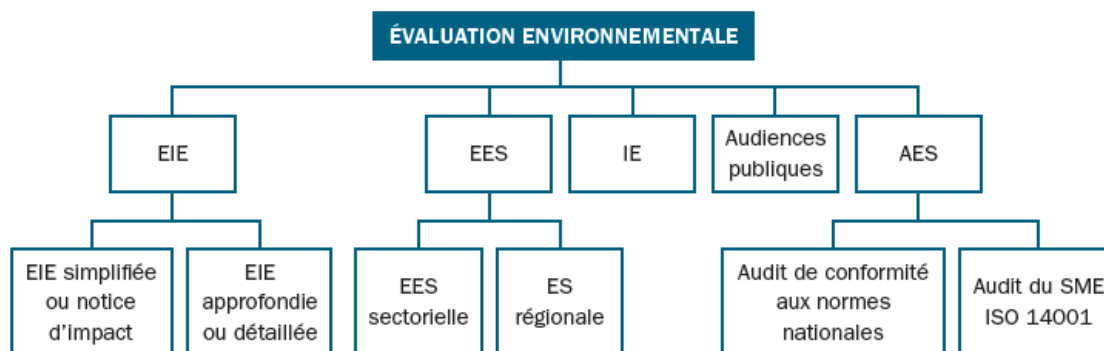 ÉVALUATION ENVIRONNEMENTALE
EIE
EES
IE
Audiences
publiques
AES
EIE simplifiée
ou notice
d'impact
EIE
approfondie
ou détaillée
EES
sectorielle
ES
régionale
Audit de conformité
aux normes
nationales
Audit du SME
ISO 14001